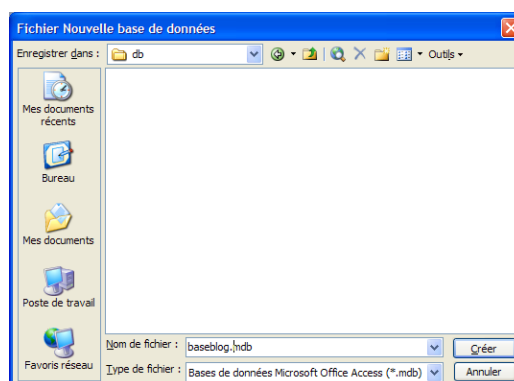 Fichier Nouvelle base de données
Enregistrer dans :
db
Outils
Mes documents
récents
Bureau
Mes documents
Poste de travail
Favoris réseau
Nom de fichier :
baseblog.mdb
Créer
Type de fichier :
Bases de données Microsoft Office Access (*.mdb)
Annuler